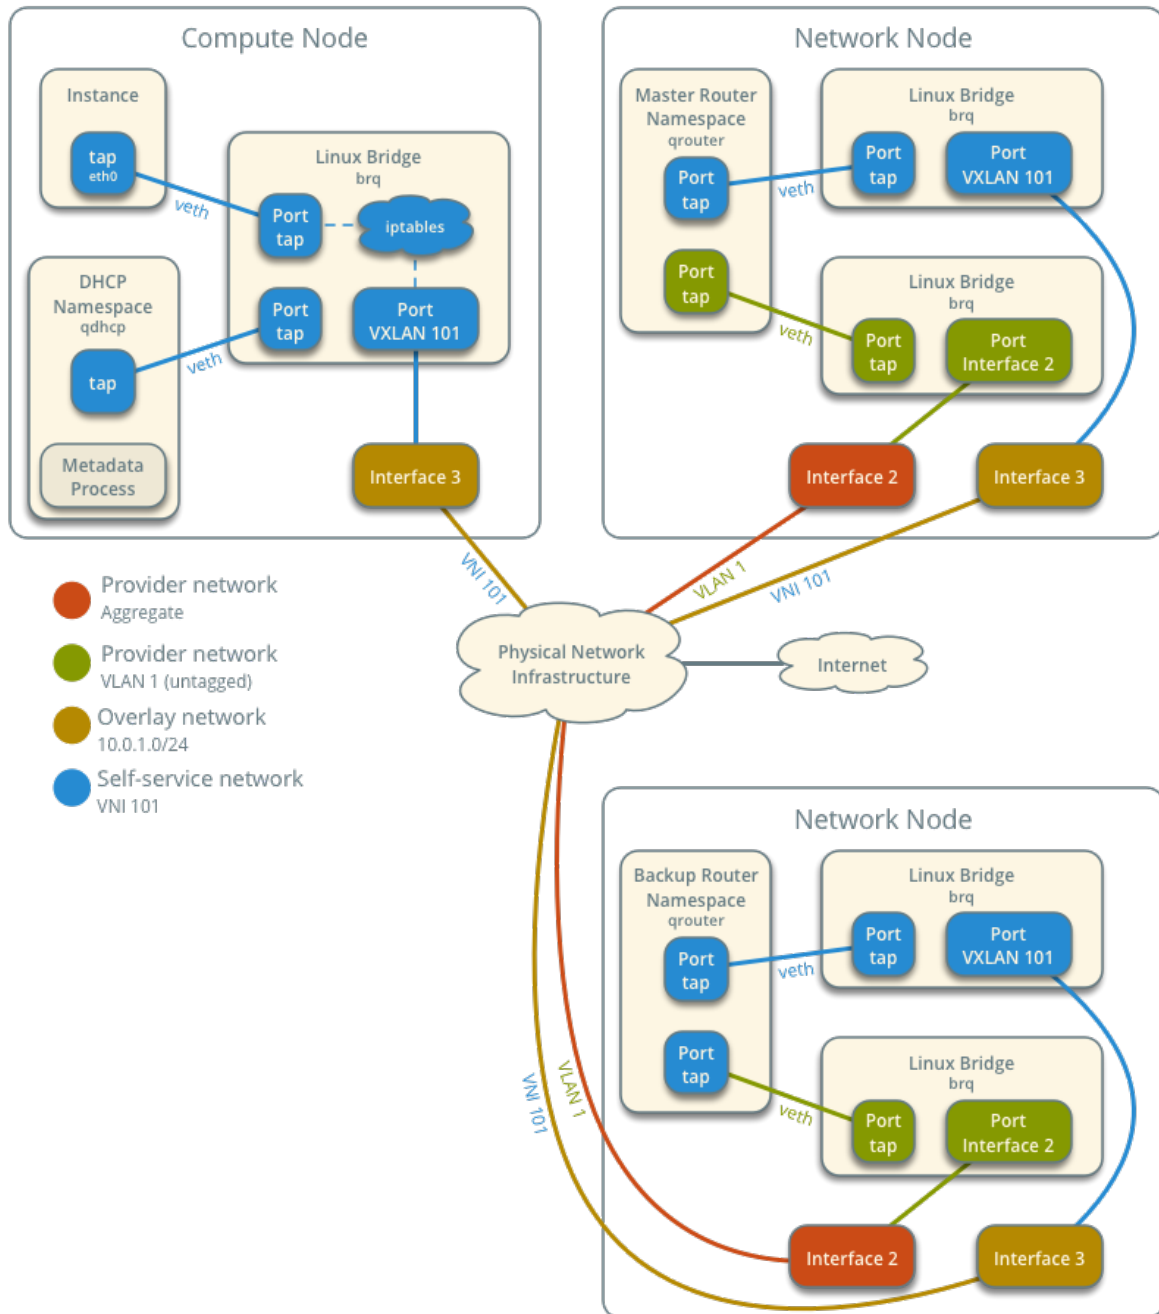 Compute Node
Instance
tap
eth0
veth
Linux Bridge
brq
Port
tap
iptables
DHCP
Namespace
qdhcp
tap
veth
Port
tap
Port
VXLAN 101
Metadata
Process
Interface 3
VNI 101
Network Node
Master Router
Namespace
qrouter
Port
tap
veth
Linux Bridge
brq
Port
tap
Port
VXLAN 101
Port
tap
veth
Linux Bridge
brq
Port
tap
Port
Interface 2
Interface 2
Interface 3
VLAN 1
VNI 101
Provider network
Aggregate
Provider network
VLAN 1 (untagged)
Overlay network
10.0.1.0/24
Self-service network
VNI 101
Physical Network
Infrastructure
Internet
VNI 101
VLAN 1
Network Node
Backup Router
Namespace
qrouter
Port
tap
veth
Linux Bridge
brq
Port
tap
Port
VXLAN 101
Port
tap
veth
Linux Bridge
brq
Port
tap
Port
Interface 2
Interface 2
Interface 3